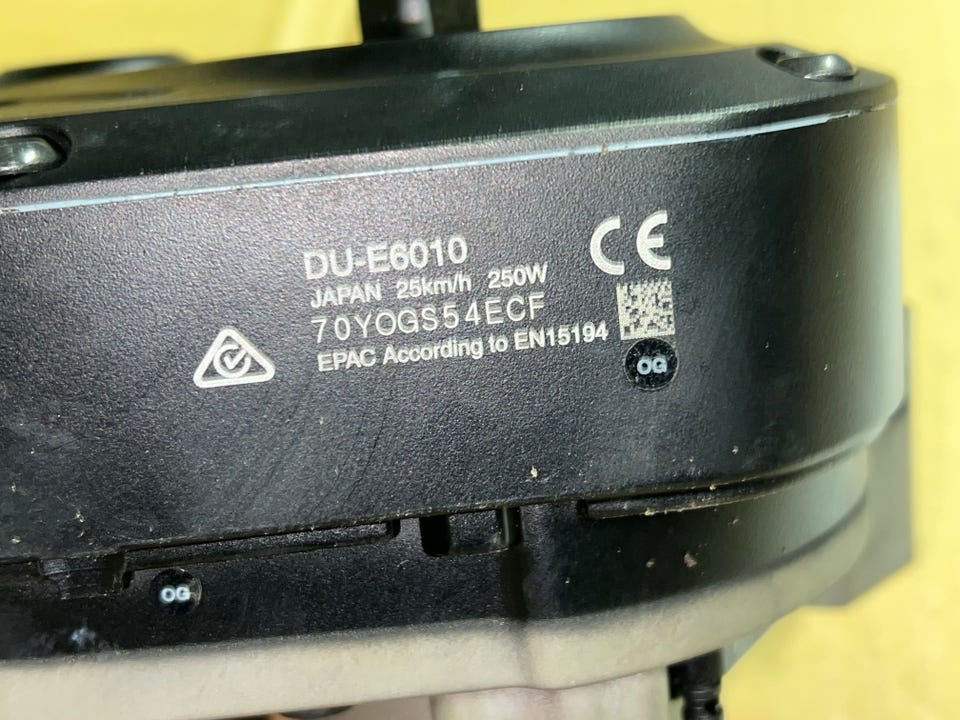 DU-E6010
JAPAN 25km/h 250W
70YOGS54ECF
EPAC According to EN15194
CE
OG
OG